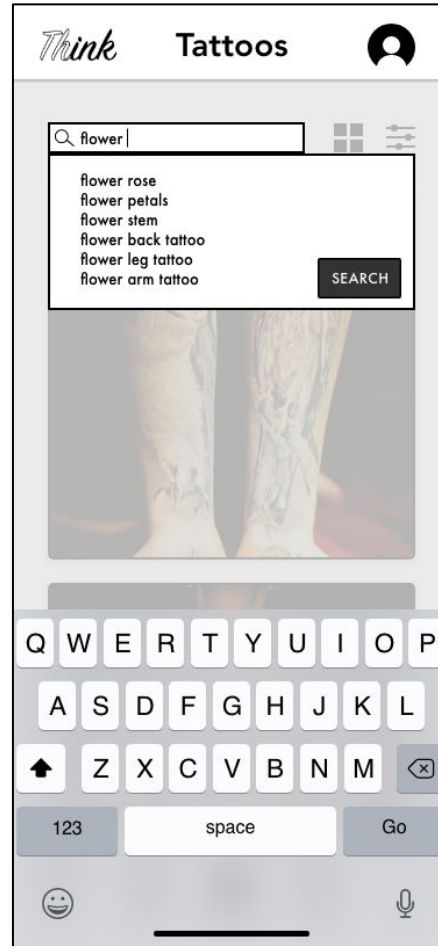 Think Tattoos
flower
flower rose
flower petals
flower stem
flower back tattoo
flower leg tattoo
flower arm tattoo
SEARCH
Q W E R T Y U I O P
A S D F G H J K L
Z X C V B N M
123 space Go